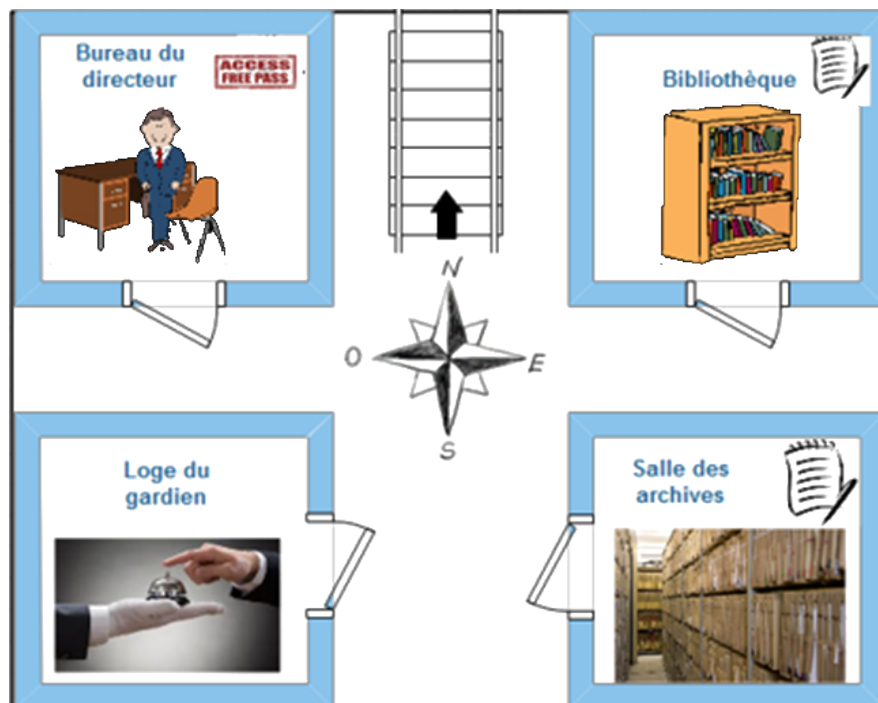 Bureau du
directeur
ACCESS
FREE PASS
Bibliothèque
N
O
E
S
Loge du
gardien
Salle des
archives